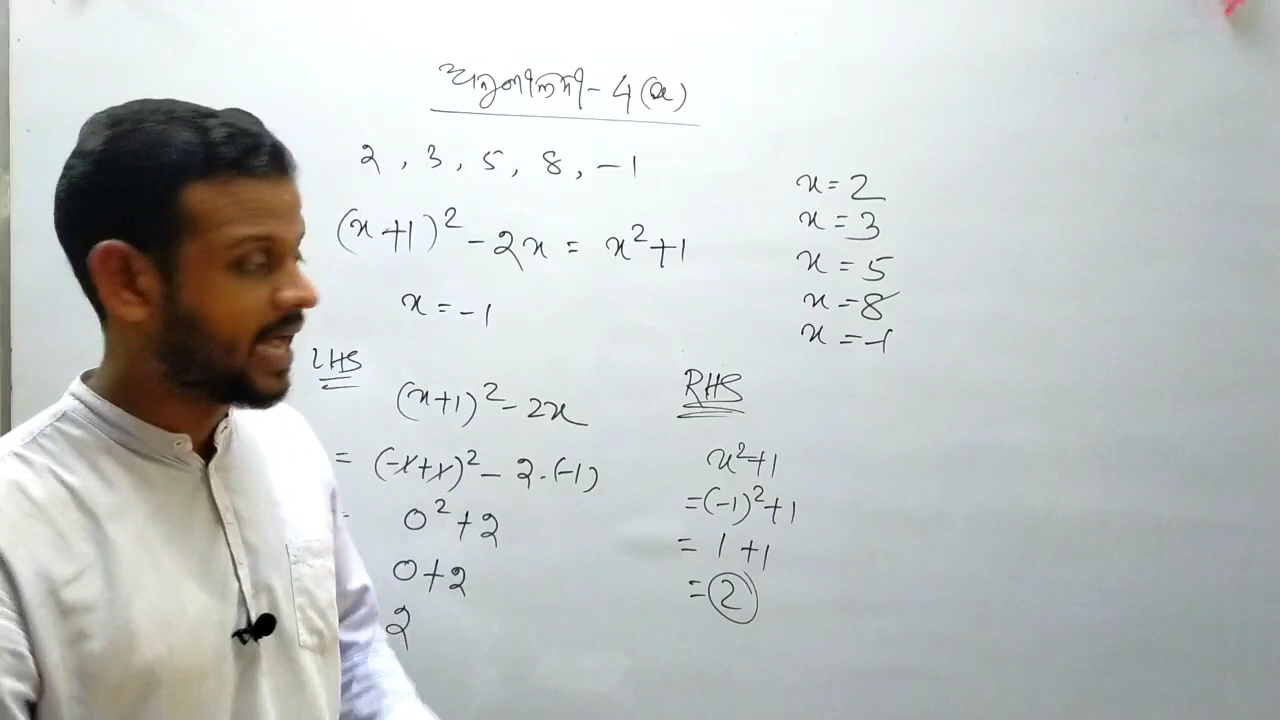 অনুশীলনী - 4(a)
2 , 3 , 5 , 8 , -1
(x+1)² - 2x = x²+1
x = -1
LHS
(x+1)² - 2x
= (-1+1)² - 2·(-1)
0² + 2
0+2
2
x = 2
x = 3
x = 5
x = 8
x = -1
RHS
x²+1
= (-1)²+1
= 1 + 1
= 2